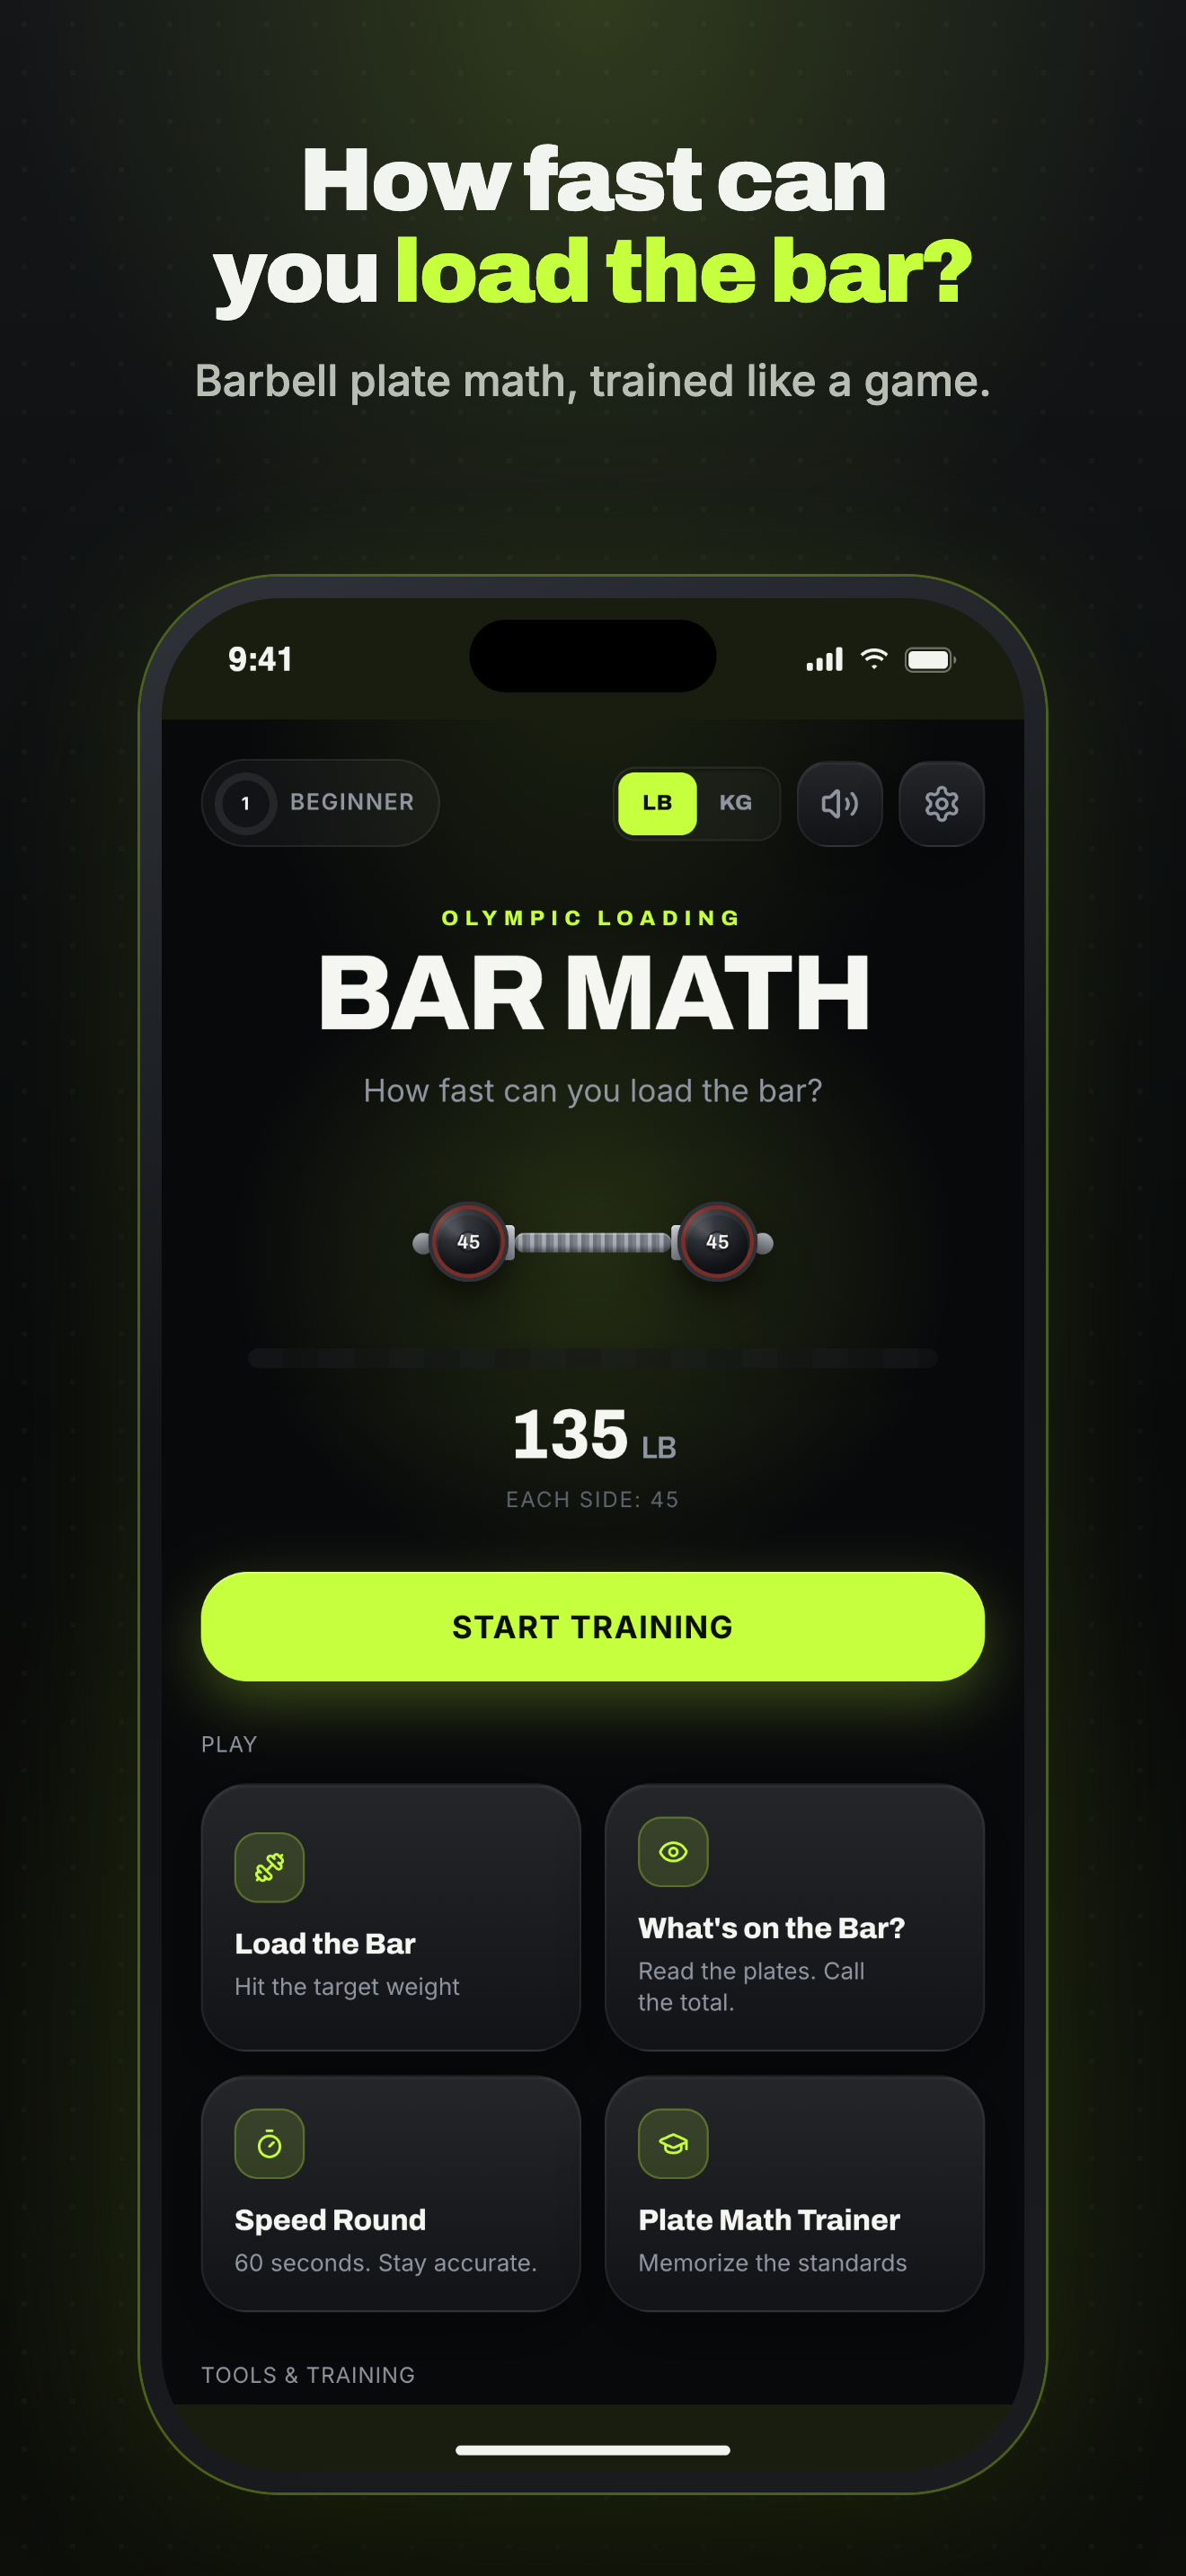 How fast can
you load the bar?
Barbell plate math, trained like a game.
9:41
1 BEGINNER LB KG
OLYMPIC LOADING
BAR MATH
How fast can you load the bar?
45 45
135 LB
EACH SIDE: 45
START TRAINING
PLAY
Load the Bar
Hit the target weight
What's on the Bar?
Read the plates. Call
the total.
Speed Round
60 seconds. Stay accurate.
Plate Math Trainer
Memorize the standards
TOOLS & TRAINING